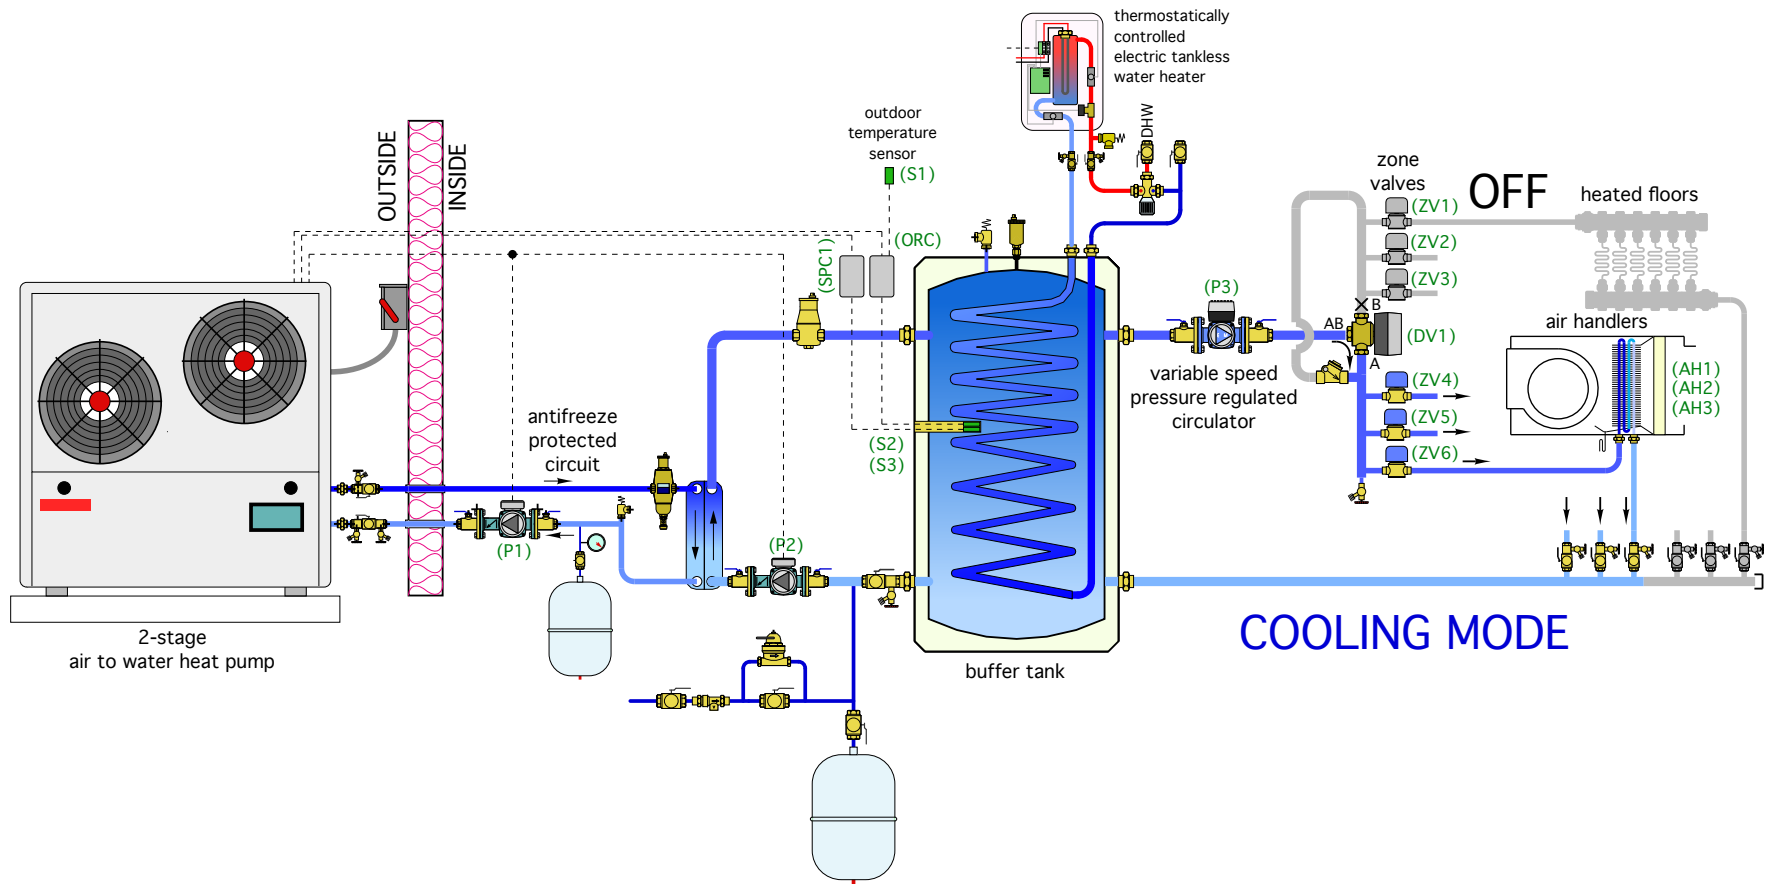 thermostatically
controlled
electric tankless
water heater
DHW
outdoor
temperature
sensor
(S1)
OUTSIDE
INSIDE
(SPC1)
(ORC)
zone
valves
OFF
heated floors
(ZV1)
(ZV2)
(ZV3)
(P3)
B
AB
(DV1)
A
air handlers
(AH1)
(AH2)
(AH3)
variable speed
pressure regulated
circulator
(ZV4)
(ZV5)
(ZV6)
antifreeze
protected
circuit
(S2)
(S3)
(P1)
(P2)
COOLING MODE
2-stage
air to water heat pump
buffer tank